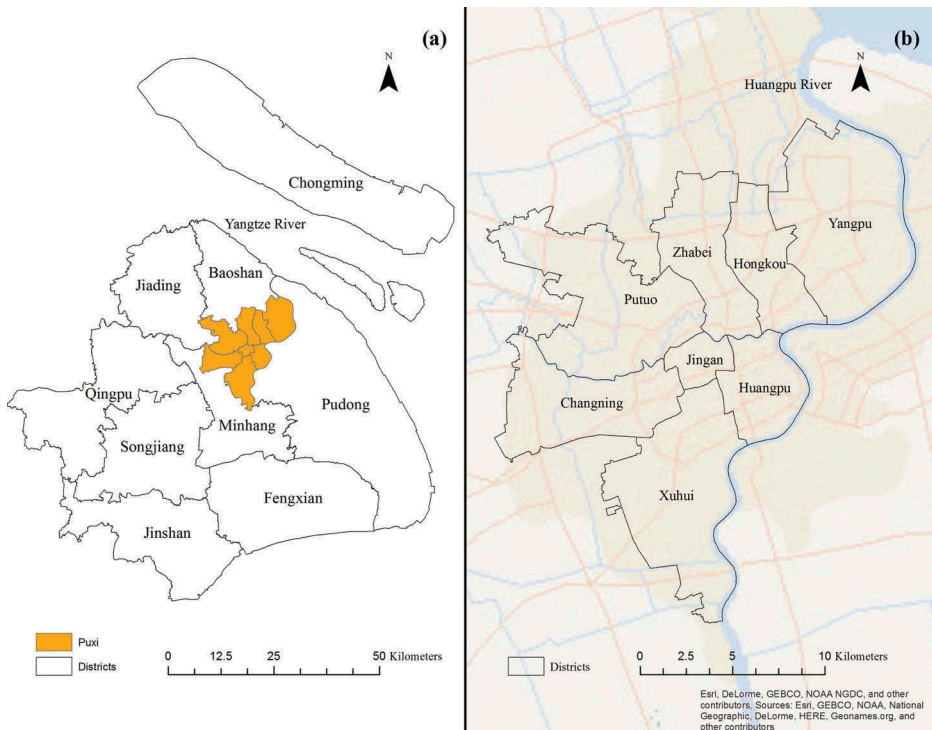 (a)
N
Chongming
Yangtze River
Baoshan
Jiading
Qingpu
Pudong
Minhang
Songjiang
Fengxian
Jinshan
Puxi
Districts
0 12.5 25 50 Kilometers
(b)
N
Huangpu River
Yangpu
Zhabei
Hongkou
Putuo
Jingan
Huangpu
Changning
Xuhui
Districts
0 2.5 5 10 Kilometers
Esri, DeLorme, GEBCO, NOAA NGDC, and other
contributors, Sources: Esri, GEBCO, NOAA, National
Geographic, DeLorme, HERE, Geonames.org, and
other contributors